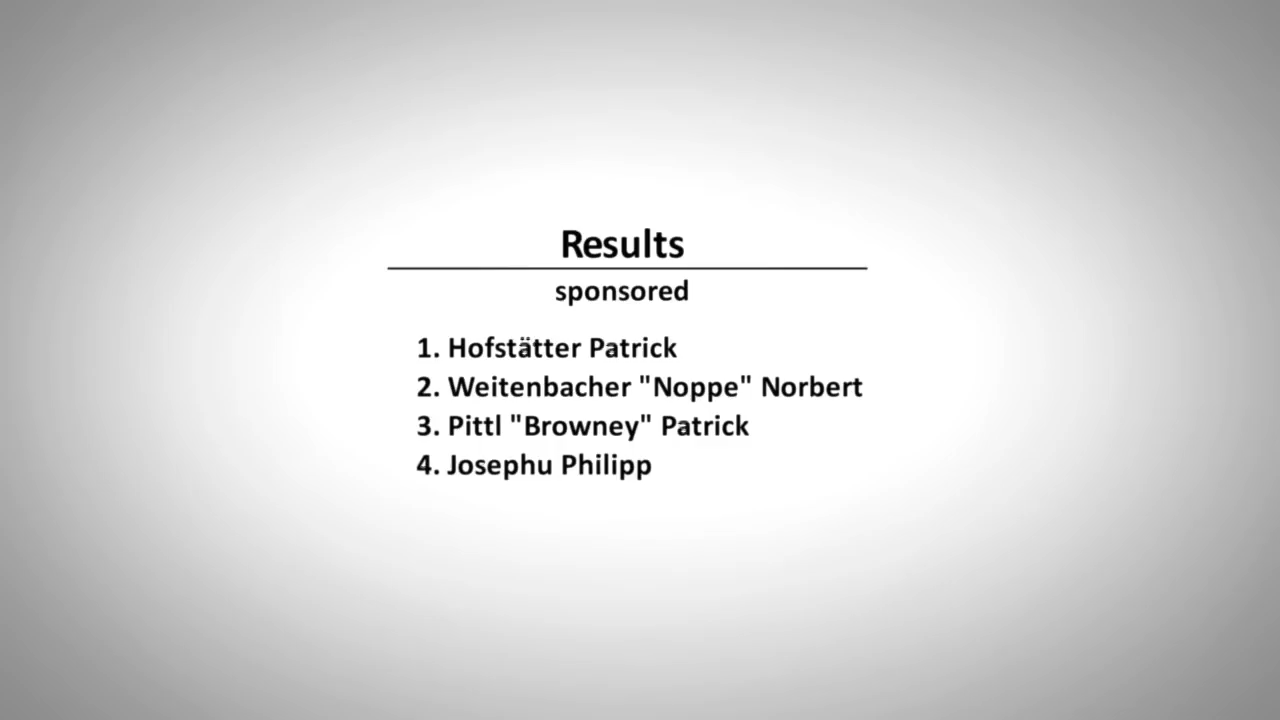 Results
sponsored
1. Hofstätter Patrick
2. Weitenbacher "Noppe" Norbert
3. Pittl "Browney" Patrick
4. Josephu Philipp